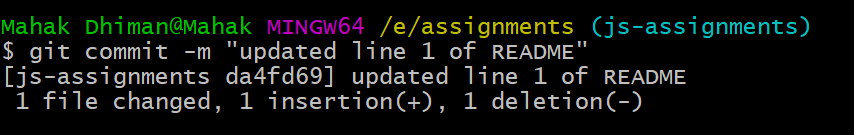 Mahak Dhiman@Mahak MINGW64 /e/assignments (js-assignments)
$ git commit -m "updated line 1 of README"
[js-assignments da4fd69] updated line 1 of README
 1 file changed, 1 insertion(+), 1 deletion(-)